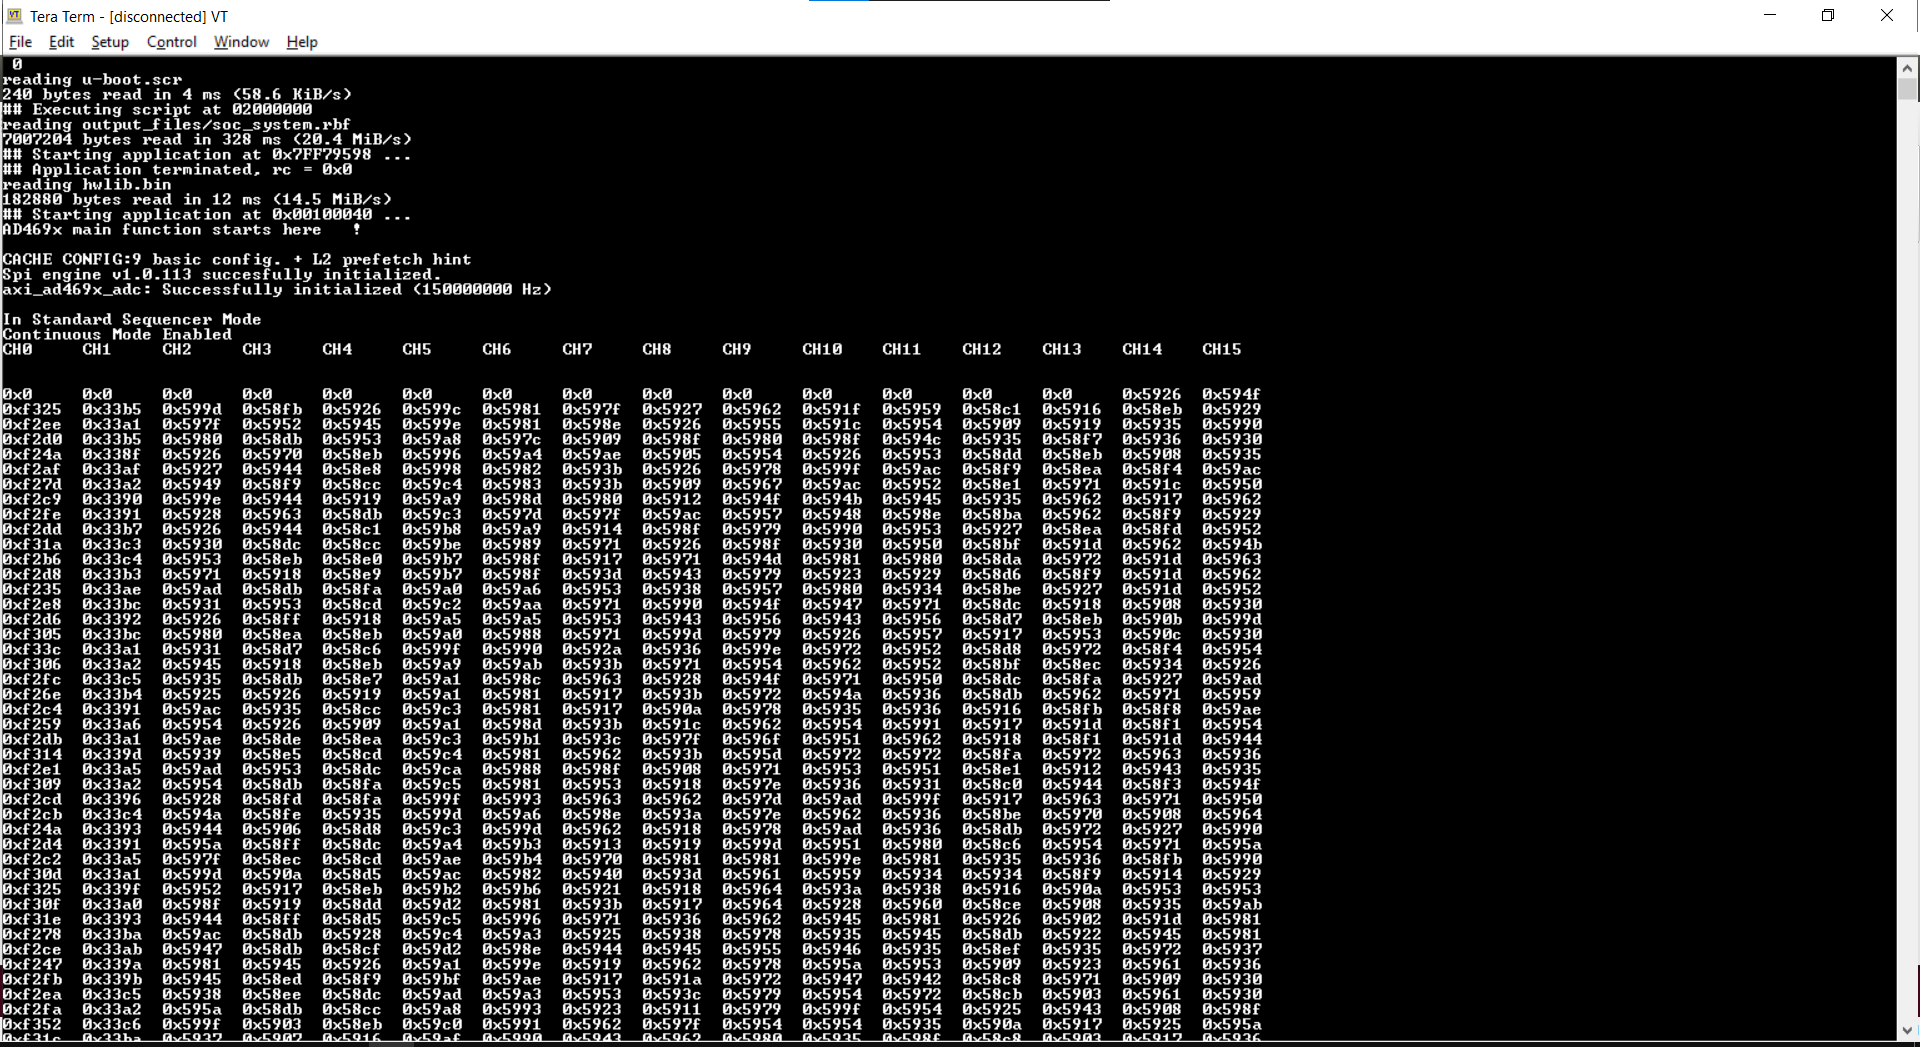 Tera Term - [disconnected] VT
File Edit Setup Control Window Help
0
reading u-boot.scr
240 bytes read in 4 ms (58.6 KiB/s)
## Executing script at 02000000
reading output_files/soc_system.rbf
7007204 bytes read in 328 ms (20.4 MiB/s)
## Starting application at 0x7FF79598 ...
## Application terminated, rc = 0x0
reading hwlib.bin
182880 bytes read in 12 ms (14.5 MiB/s)
## Starting application at 0x00100040 ...
AD469x main function starts here !
CACHE CONFIG:9 basic config. + L2 prefetch hint
Spi engine v1.0.113 succesfully initialized.
axi_ad469x_adc: Successfully initialized (150000000 Hz)
In Standard Sequencer Mode
Continuous Mode Enabled
CH0 CH1 CH2 CH3 CH4 CH5 CH6 CH7 CH8 CH9 CH10 CH11 CH12 CH13 CH14 CH15
0x0 0x0 0x0 0x0 0x0 0x0 0x0 0x0 0x0 0x0 0x0 0x0 0x0 0x0 0x5926 0x594f
0xf325 0x33b5 0x599d 0x58fb 0x5926 0x599c 0x5981 0x597f 0x5927 0x5962 0x591f 0x5959 0x58c1 0x5916 0x58eb 0x5929
0xf2ee 0x33a1 0x597f 0x5952 0x5945 0x599e 0x5981 0x598e 0x5926 0x5955 0x591c 0x5954 0x5909 0x5919 0x5935 0x5990
0xf2d0 0x33b5 0x5980 0x58db 0x5953 0x59a8 0x597c 0x5909 0x598f 0x5980 0x598f 0x594c 0x5935 0x58f7 0x5936 0x5930
0xf24a 0x338f 0x5926 0x5970 0x58eb 0x5996 0x59a4 0x59ae 0x5905 0x5954 0x5926 0x5953 0x58dd 0x58eb 0x5908 0x5935
0xf2af 0x33af 0x5927 0x5944 0x58e8 0x5998 0x5982 0x593b 0x5926 0x5978 0x599f 0x59ac 0x58f9 0x58ea 0x58f4 0x59ac
0xf27d 0x33a2 0x5949 0x58f9 0x58cc 0x59c4 0x5983 0x593b 0x5909 0x5967 0x59ac 0x5952 0x58e1 0x5971 0x591c 0x5950
0xf2c9 0x3390 0x599e 0x5944 0x5919 0x59a9 0x598d 0x5980 0x5912 0x594f 0x594b 0x5945 0x5935 0x5962 0x5917 0x5962
0xf2fe 0x3391 0x5928 0x5963 0x58db 0x59c3 0x597d 0x597f 0x59ac 0x5957 0x5948 0x598e 0x58ba 0x5962 0x58f9 0x5929
0xf2dd 0x33b7 0x5926 0x5944 0x58c1 0x59b8 0x59a9 0x5914 0x598f 0x5979 0x5990 0x5953 0x5927 0x58ea 0x58fd 0x5952
0xf31a 0x33c3 0x5930 0x58dc 0x58cc 0x59be 0x5989 0x5971 0x5926 0x598f 0x5930 0x5950 0x58bf 0x591d 0x5962 0x594b
0xf2b6 0x33c4 0x5953 0x58eb 0x58e0 0x59b7 0x598f 0x5917 0x5971 0x594d 0x5981 0x5980 0x58da 0x5972 0x591d 0x5963
0xf2d8 0x33b3 0x5971 0x5918 0x58e9 0x59b7 0x598f 0x593d 0x5943 0x5979 0x5923 0x5929 0x58d6 0x58f9 0x591d 0x5962
0xf235 0x33ae 0x59ad 0x58db 0x58fa 0x59a0 0x59a6 0x5953 0x5938 0x5957 0x5980 0x5934 0x58be 0x5927 0x591d 0x5952
0xf2e8 0x33bc 0x5931 0x5953 0x58cd 0x59c2 0x59aa 0x5971 0x5990 0x594f 0x5947 0x5971 0x58dc 0x5918 0x5908 0x5930
0xf2d6 0x3392 0x5926 0x58ff 0x5918 0x59a5 0x59a5 0x5953 0x5943 0x5956 0x5943 0x5956 0x58d7 0x58eb 0x590b 0x599d
0xf305 0x33bc 0x5980 0x58ea 0x58eb 0x59a0 0x5988 0x5971 0x599d 0x5979 0x5926 0x5957 0x5917 0x5953 0x590c 0x5930
0xf33c 0x33a1 0x5931 0x58d7 0x58c6 0x599f 0x5990 0x592a 0x5936 0x599e 0x5972 0x5952 0x58d8 0x5972 0x58f4 0x5954
0xf306 0x33a2 0x5945 0x5918 0x58eb 0x59a9 0x59ab 0x593b 0x5971 0x5954 0x5962 0x5952 0x58bf 0x58ec 0x5934 0x5926
0xf2fc 0x33c5 0x5935 0x58db 0x58e7 0x59a1 0x598c 0x5963 0x5928 0x594f 0x5971 0x5950 0x58dc 0x58fa 0x5927 0x59ad
0xf26e 0x33b4 0x5925 0x5926 0x5919 0x59a1 0x5981 0x5917 0x593b 0x5972 0x594a 0x5936 0x58db 0x5962 0x5971 0x5959
0xf2c4 0x3391 0x59ac 0x5935 0x58cc 0x59c3 0x5981 0x5917 0x590a 0x5978 0x5935 0x5936 0x5916 0x58fb 0x58f8 0x59ae
0xf259 0x33a6 0x5954 0x5926 0x5909 0x59a1 0x598d 0x593b 0x591c 0x5962 0x5954 0x5991 0x5917 0x591d 0x58f1 0x5954
0xf2db 0x33a1 0x59ae 0x58de 0x58ea 0x59c3 0x59b1 0x593c 0x597f 0x596f 0x5951 0x5962 0x5918 0x58f1 0x591d 0x5944
0xf314 0x339d 0x5939 0x58e5 0x58cd 0x59c4 0x5981 0x5962 0x593b 0x595d 0x5972 0x5972 0x58fa 0x5972 0x5963 0x5936
0xf2e1 0x33a5 0x59ad 0x5953 0x58dc 0x59ca 0x5988 0x598f 0x5908 0x5971 0x5953 0x5951 0x58e1 0x5912 0x5943 0x5935
0xf309 0x33a2 0x5954 0x58db 0x58fa 0x59c5 0x5981 0x5953 0x5918 0x597e 0x5936 0x5931 0x58c0 0x5944 0x58f3 0x594f
0xf2cd 0x3396 0x5928 0x58fd 0x58fa 0x599f 0x5993 0x5963 0x5962 0x597d 0x59ad 0x599f 0x5917 0x5963 0x5971 0x5950
0xf2cb 0x33c4 0x594a 0x58fe 0x5935 0x599d 0x59a6 0x598e 0x593a 0x597e 0x5962 0x5936 0x58be 0x5970 0x5908 0x5964
0xf24a 0x3393 0x5944 0x5906 0x58d8 0x59c3 0x599d 0x5962 0x5918 0x5978 0x59ad 0x5936 0x58db 0x5972 0x5927 0x5990
0xf2d4 0x3391 0x595a 0x58ff 0x58dc 0x59a4 0x59b3 0x5913 0x5919 0x599d 0x5951 0x5980 0x58c6 0x5954 0x5971 0x595a
0xf2c2 0x33a5 0x597f 0x58ec 0x58cd 0x59ae 0x59b4 0x5970 0x5981 0x5981 0x599e 0x5981 0x5935 0x5936 0x58fb 0x5990
0xf30d 0x33a1 0x599d 0x590a 0x58d5 0x59ac 0x5982 0x5940 0x593d 0x5961 0x5959 0x5934 0x5934 0x58f9 0x5914 0x5929
0xf325 0x339f 0x5952 0x5917 0x58eb 0x59b2 0x59b6 0x5921 0x5918 0x5964 0x593a 0x5938 0x5916 0x590a 0x5953 0x5953
0xf30f 0x33a0 0x598f 0x5919 0x58dd 0x59d2 0x5981 0x593b 0x5917 0x5964 0x5928 0x5960 0x58ce 0x5908 0x5935 0x59ab
0xf31e 0x3393 0x5944 0x58ff 0x58d5 0x59c5 0x5996 0x5971 0x5936 0x5962 0x5945 0x5981 0x5926 0x5902 0x591d 0x5981
0xf278 0x33ba 0x59ac 0x58db 0x5928 0x59c4 0x59a3 0x5925 0x5938 0x5978 0x5935 0x5945 0x58db 0x5922 0x5945 0x5981
0xf2ce 0x33ab 0x5947 0x58db 0x58cf 0x59d2 0x598e 0x5944 0x5945 0x5955 0x5946 0x5935 0x58ef 0x5935 0x5972 0x5937
0xf247 0x339a 0x5981 0x5945 0x5926 0x59a1 0x599e 0x5919 0x5962 0x5978 0x595a 0x5953 0x5909 0x5923 0x5961 0x5936
0xf2fb 0x339b 0x5945 0x58ed 0x58f9 0x59bf 0x59ae 0x5917 0x591a 0x5972 0x5947 0x5942 0x58c8 0x5971 0x5909 0x5930
0xf2ea 0x33c5 0x5938 0x58ee 0x58dc 0x59ad 0x59a3 0x5953 0x593c 0x5979 0x5954 0x5972 0x58cb 0x5903 0x5961 0x5930
0xf2fa 0x33a2 0x595a 0x58db 0x58cc 0x59a8 0x5993 0x5923 0x5911 0x5979 0x599f 0x5954 0x5925 0x5943 0x5908 0x598f
0xf352 0x33c6 0x599f 0x5903 0x58eb 0x59c0 0x5991 0x5962 0x597f 0x5954 0x5954 0x5935 0x590a 0x5917 0x5925 0x595a
0xf31c 0x33ba 0x5937 0x5907 0x5916 0x59af 0x5990 0x5943 0x5962 0x5980 0x5935 0x598f 0x58c8 0x5903 0x5917 0x5936